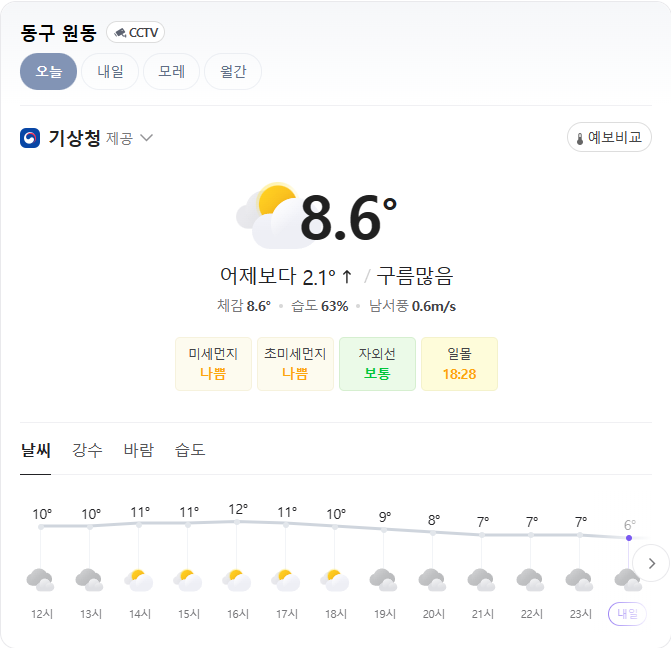 동구 원동 CCTV
오늘 내일 모레 월간
기상청 제공 예보비교
8.6°
어제보다 2.1° ↑ / 구름많음
체감 8.6° • 습도 63% • 남서풍 0.6m/s
미세먼지 초미세먼지 자외선 일몰
나쁨 나쁨 보통 18:28
날씨 강수 바람 습도
10° 10° 11° 11° 12° 11° 10° 9° 8° 7° 7° 7° 6°
12시 13시 14시 15시 16시 17시 18시 19시 20시 21시 22시 23시 내일